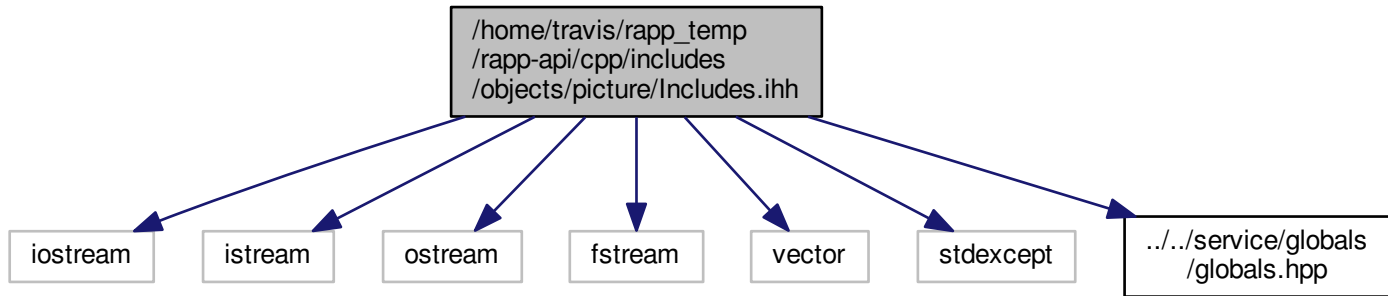 /home/travis/rapp_temp
/rapp-api/cpp/includes
/objects/picture/Includes.ihh
iostream
istream
ostream
fstream
vector
stdexcept
../../service/globals
/globals.hpp